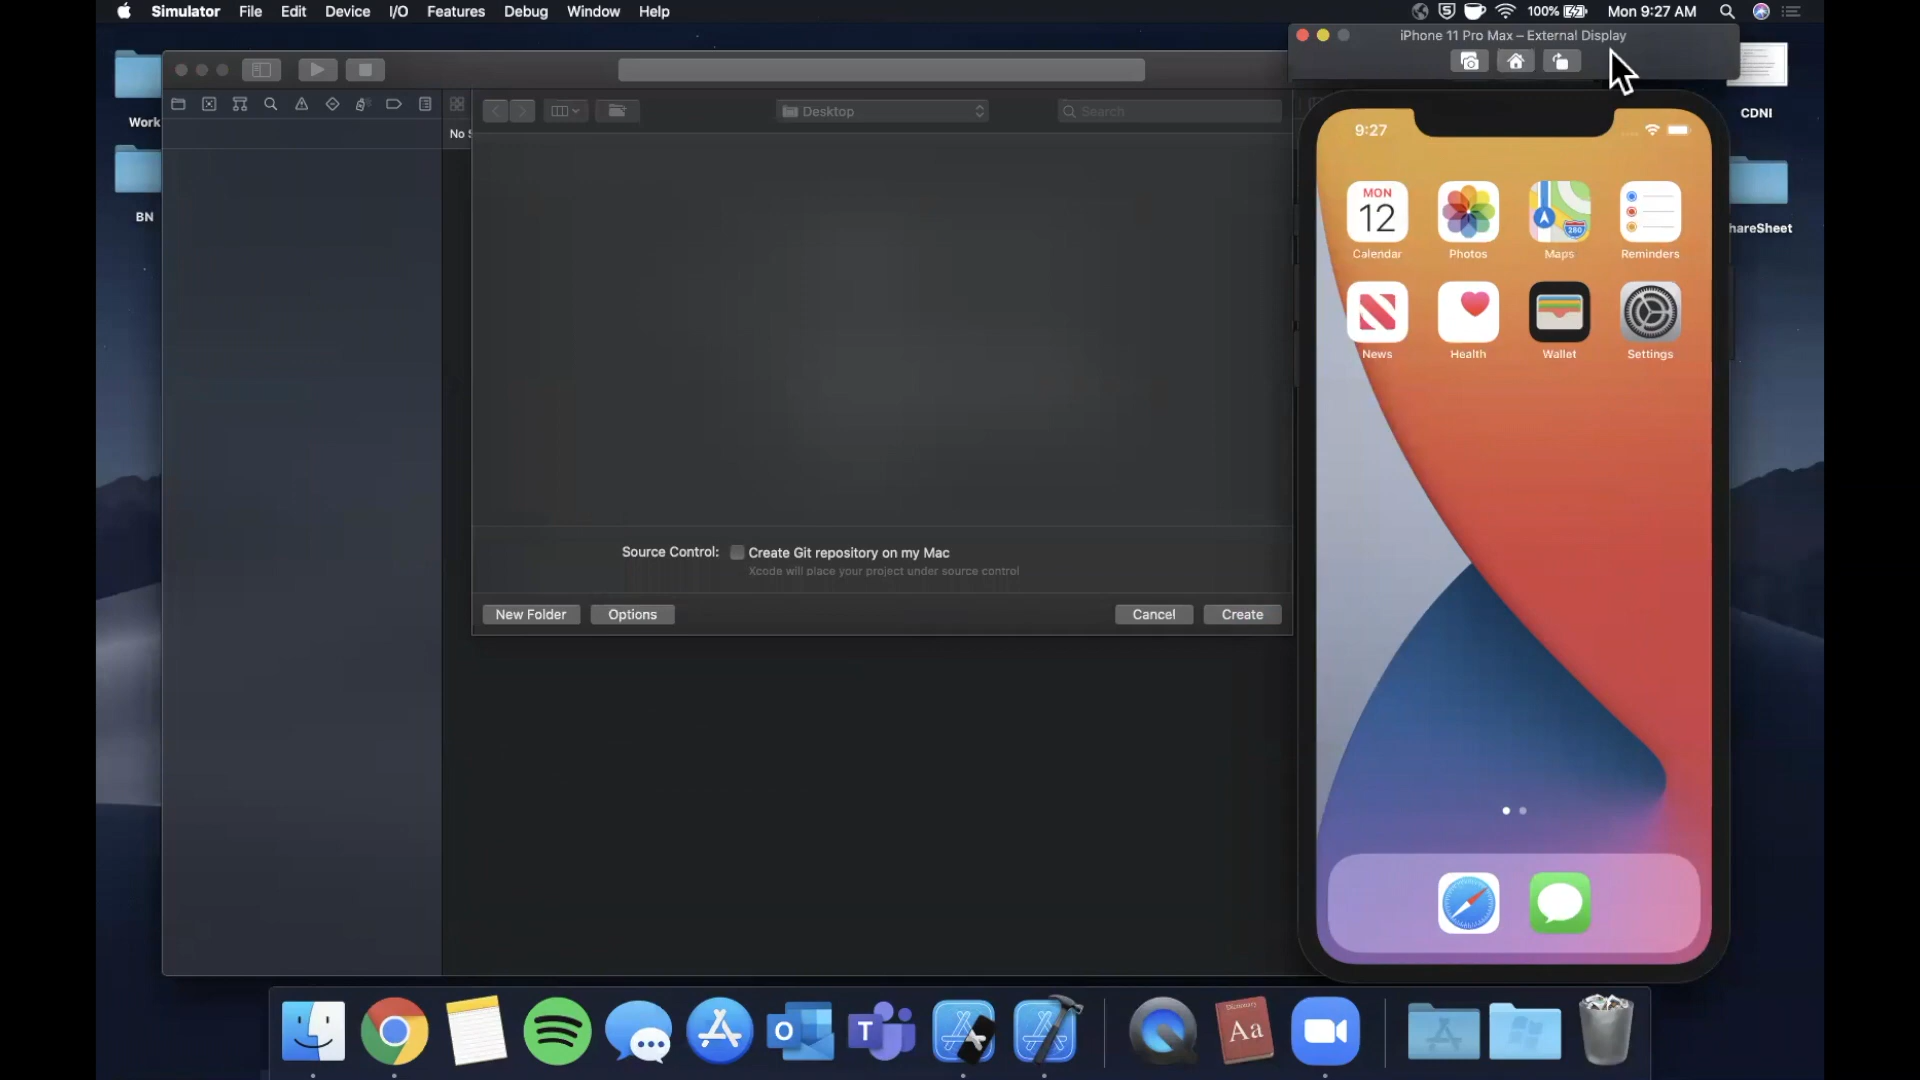 Simulator File Edit Device I/O Features Debug Window Help
100% Mon 9:27 AM
iPhone 11 Pro Max – External Display
Work
BN
CDNI
hareSheet
Desktop
Search
No S
Source Control: Create Git repository on my Mac
Xcode will place your project under source control
New Folder Options Cancel Create
9:27
MON
12
280
Calendar Photos Maps Reminders
News Health Wallet Settings
Dictionary
Aa